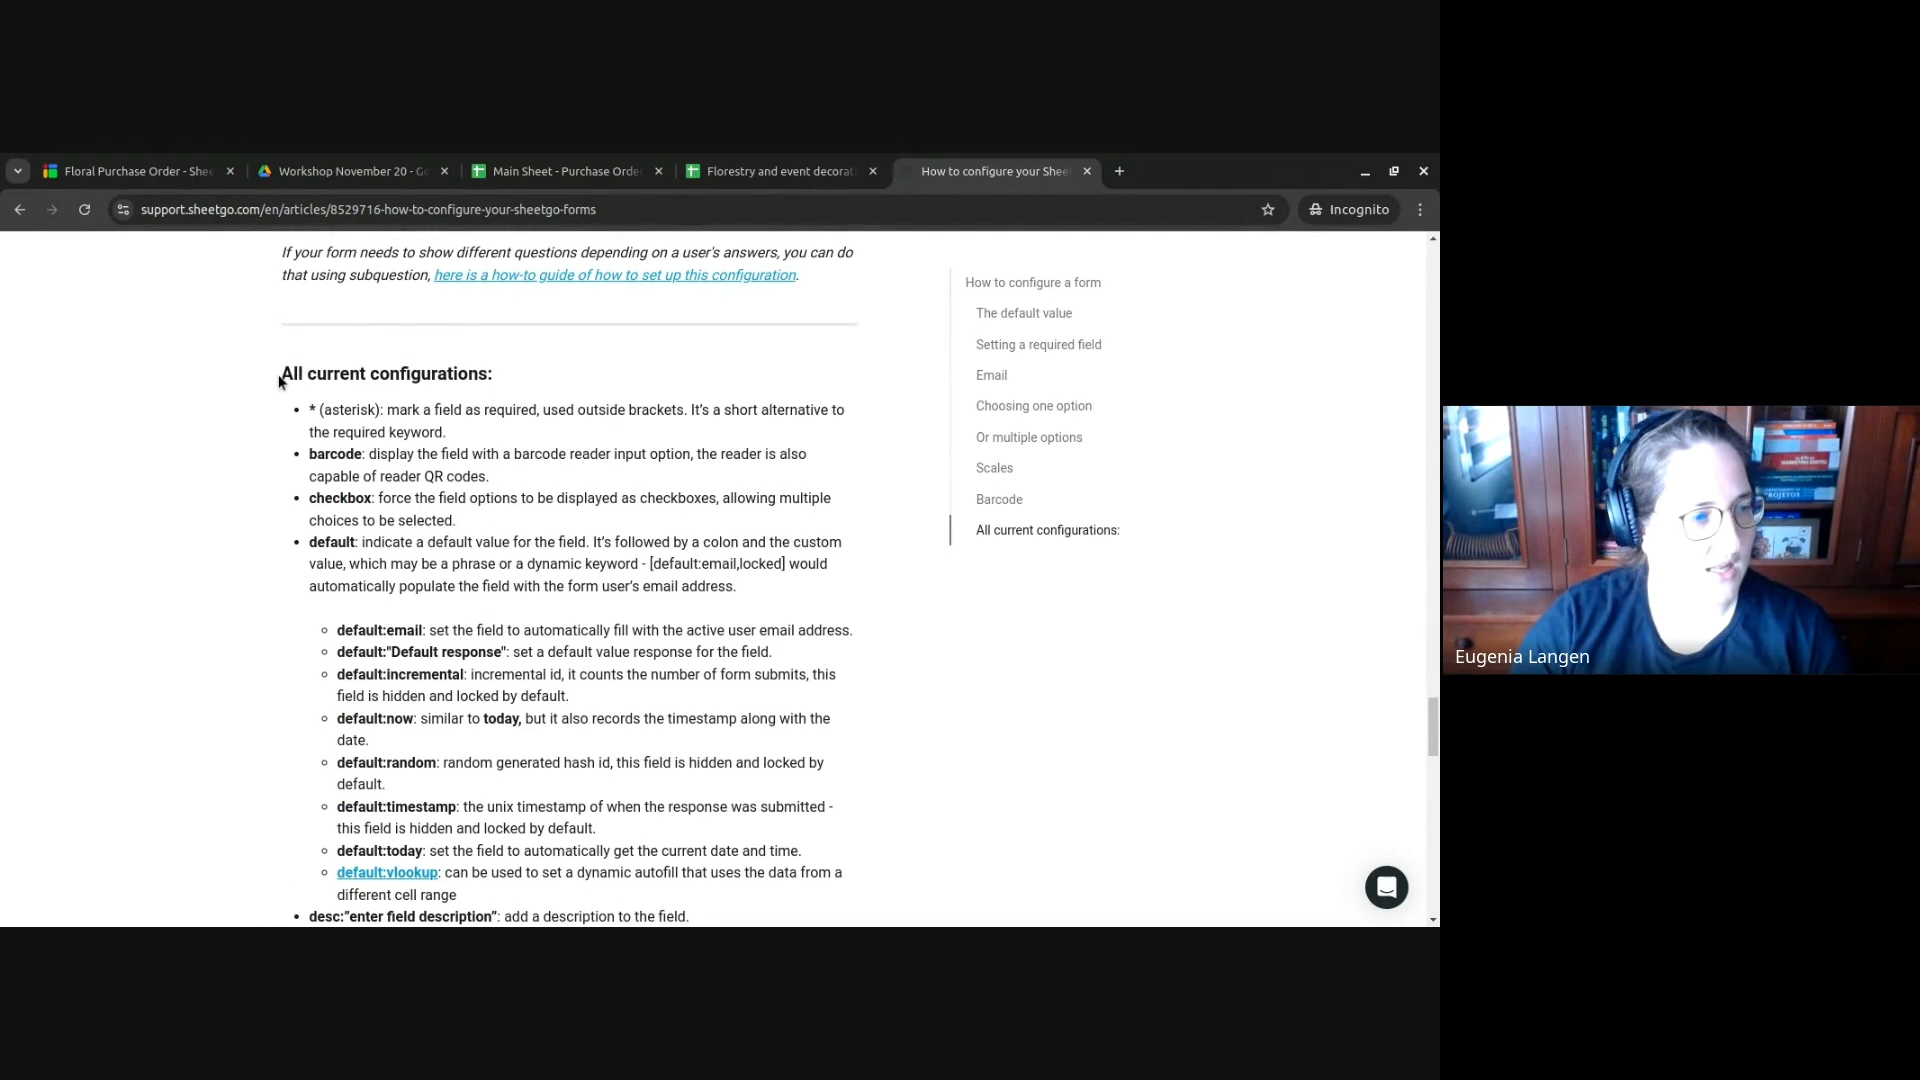 Floral Purchase Order - Shee
Workshop November 20 - Go
Main Sheet - Purchase Orde
Florestry and event decorat
How to configure your Shee
support.sheetgo.com/en/articles/8529716-how-to-configure-your-sheetgo-forms
Incognito
If your form needs to show different questions depending on a user's answers, you can do
that using subquestion, here is a how-to guide of how to set up this configuration.
All current configurations:
* (asterisk): mark a field as required, used outside brackets. It’s a short alternative to
the required keyword.
barcode: display the field with a barcode reader input option, the reader is also
capable of reader QR codes.
checkbox: force the field options to be displayed as checkboxes, allowing multiple
choices to be selected.
default: indicate a default value for the field. It’s followed by a colon and the custom
value, which may be a phrase or a dynamic keyword - [default:email,locked] would
automatically populate the field with the form user’s email address.
default:email: set the field to automatically fill with the active user email address.
default:"Default response": set a default value response for the field.
default:incremental: incremental id, it counts the number of form submits, this
field is hidden and locked by default.
default:now: similar to today, but it also records the timestamp along with the
date.
default:random: random generated hash id, this field is hidden and locked by
default.
default:timestamp: the unix timestamp of when the response was submitted -
this field is hidden and locked by default.
default:today: set the field to automatically get the current date and time.
default:vlookup: can be used to set a dynamic autofill that uses the data from a
different cell range
desc:”enter field description”: add a description to the field.
How to configure a form
The default value
Setting a required field
Email
Choosing one option
Or multiple options
Scales
Barcode
All current configurations:
PROJETOS
Eugenia Langen